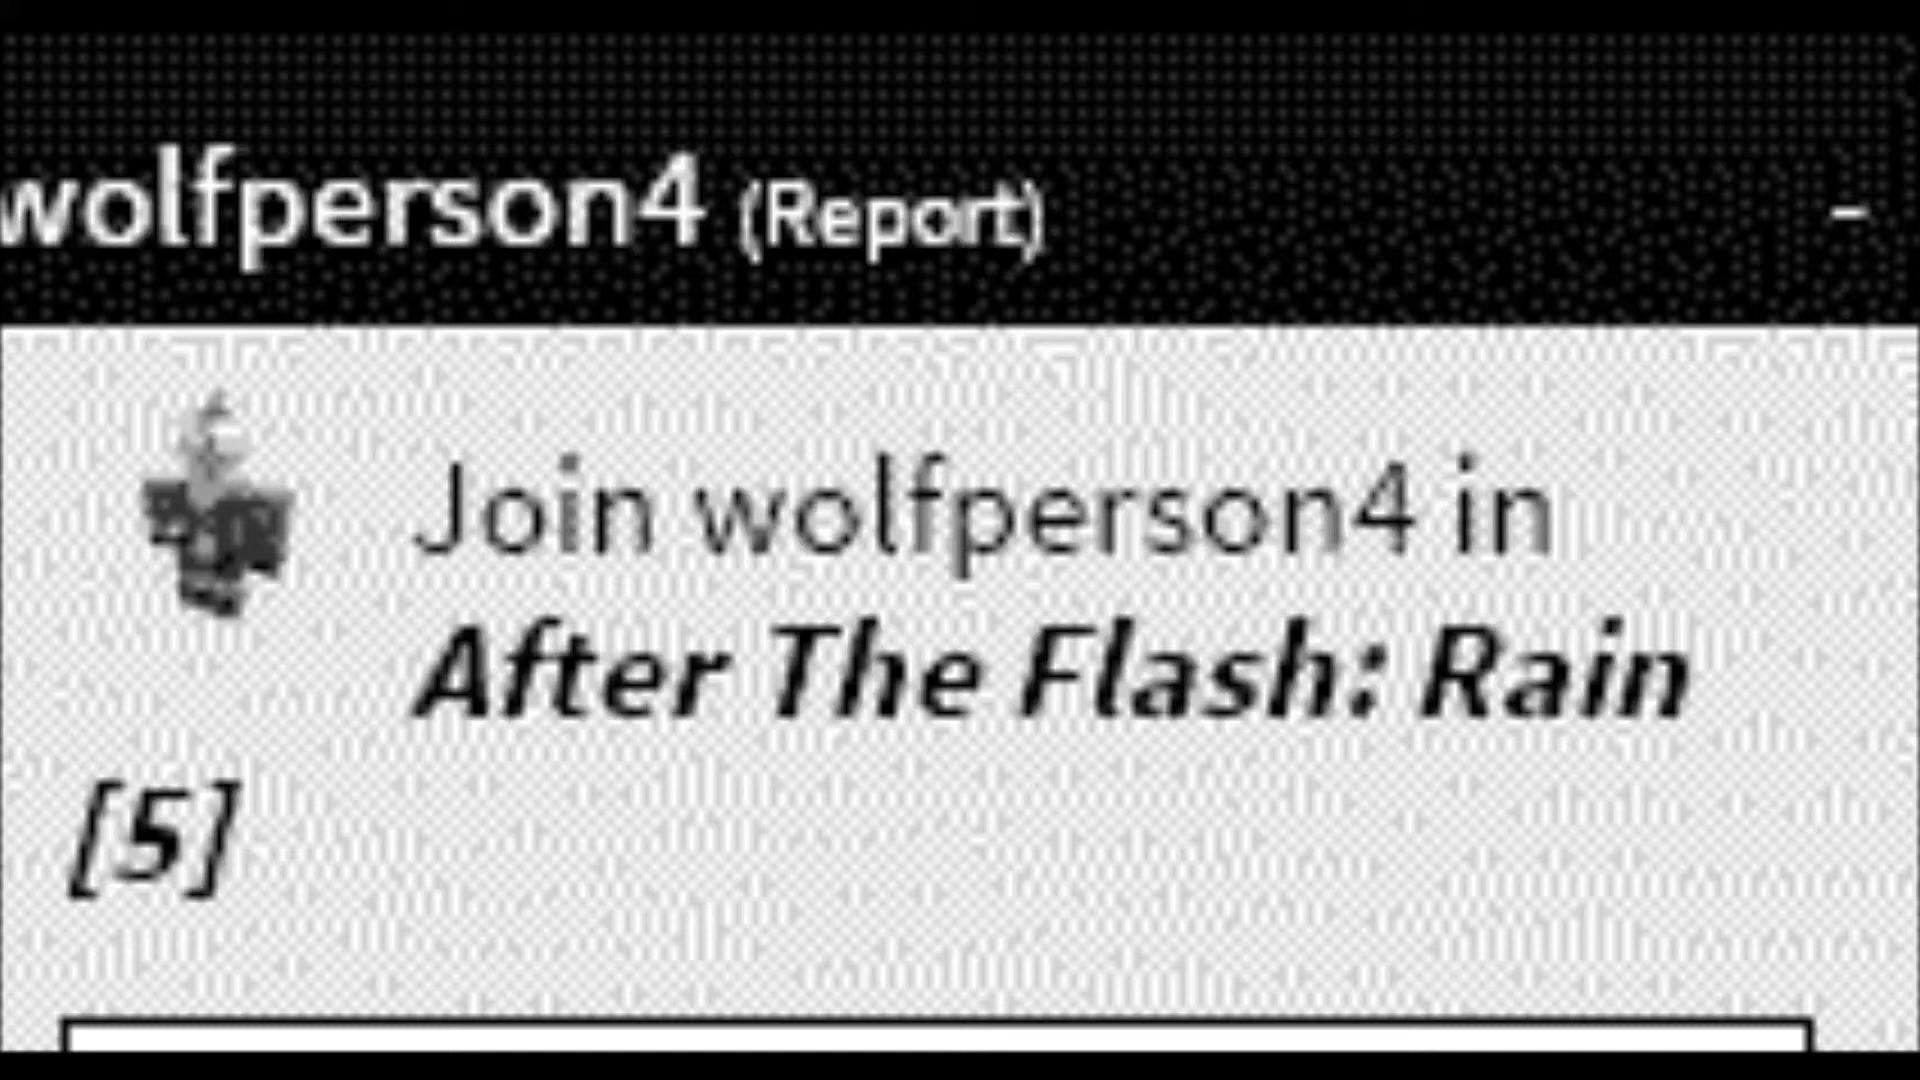 wolfperson4 (Report) -
Join wolfperson4 in
After The Flash: Rain
[5]